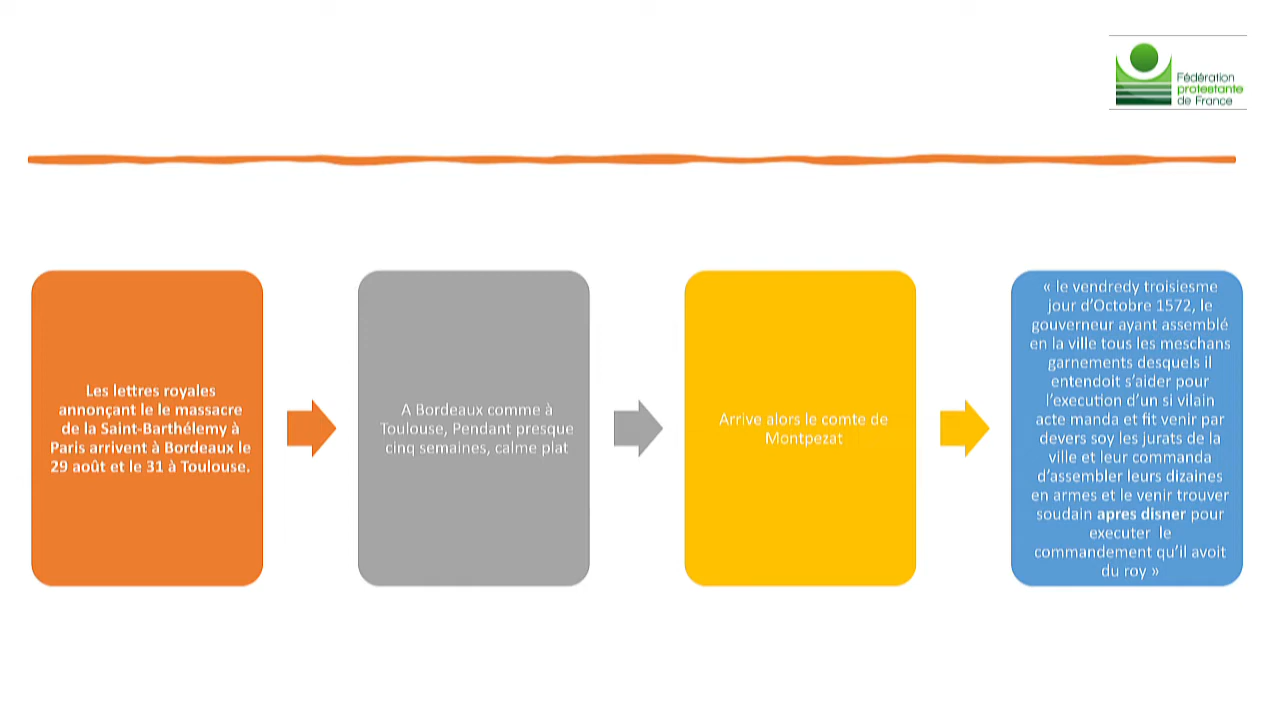 Fédération
protestante
de France
Les lettres royales
annonçant le le massacre
de la Saint-Barthélemy à
Paris arrivent à Bordeaux le
29 août et le 31 à Toulouse.
A Bordeaux comme à
Toulouse, Pendant presque
cinq semaines, calme plat
Arrive alors le comte de
Montpezat
« le vendredy troisiesme
jour d’Octobre 1572, le
gouverneur ayant assemblé
en la ville tous les meschans
garnements desquels il
entendoit s’aider pour
l’execution d’un si vilain
acte manda et fit venir par
devers soy les jurats de la
ville et leur commanda
d’assembler leurs dizaines
en armes et le venir trouver
soudain apres disner pour
executer le
commandement qu’il avoit
du roy »